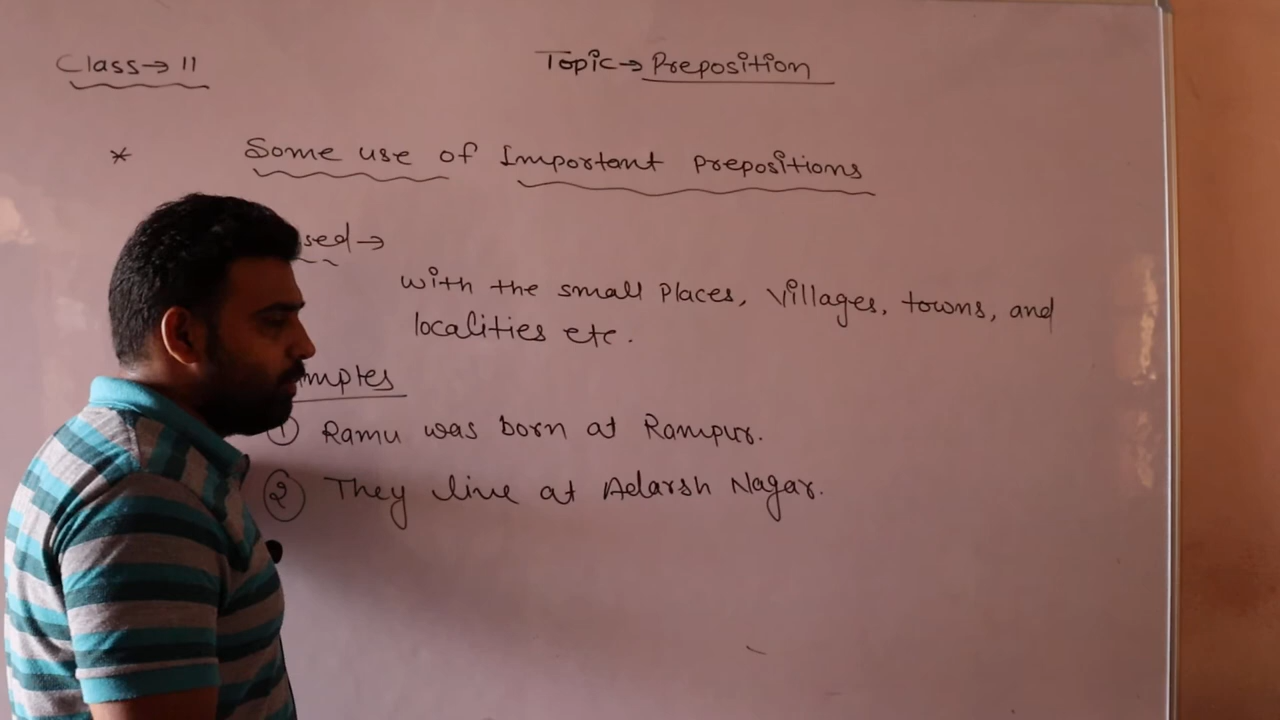 Class→ 11
Topic→ Preposition
* Some use of Important Prepositions
sed →
with the small Places, villages, towns, and
localities etc.
mples
① Ramu was born at Rampur.
② They live at Adarsh Nagar.